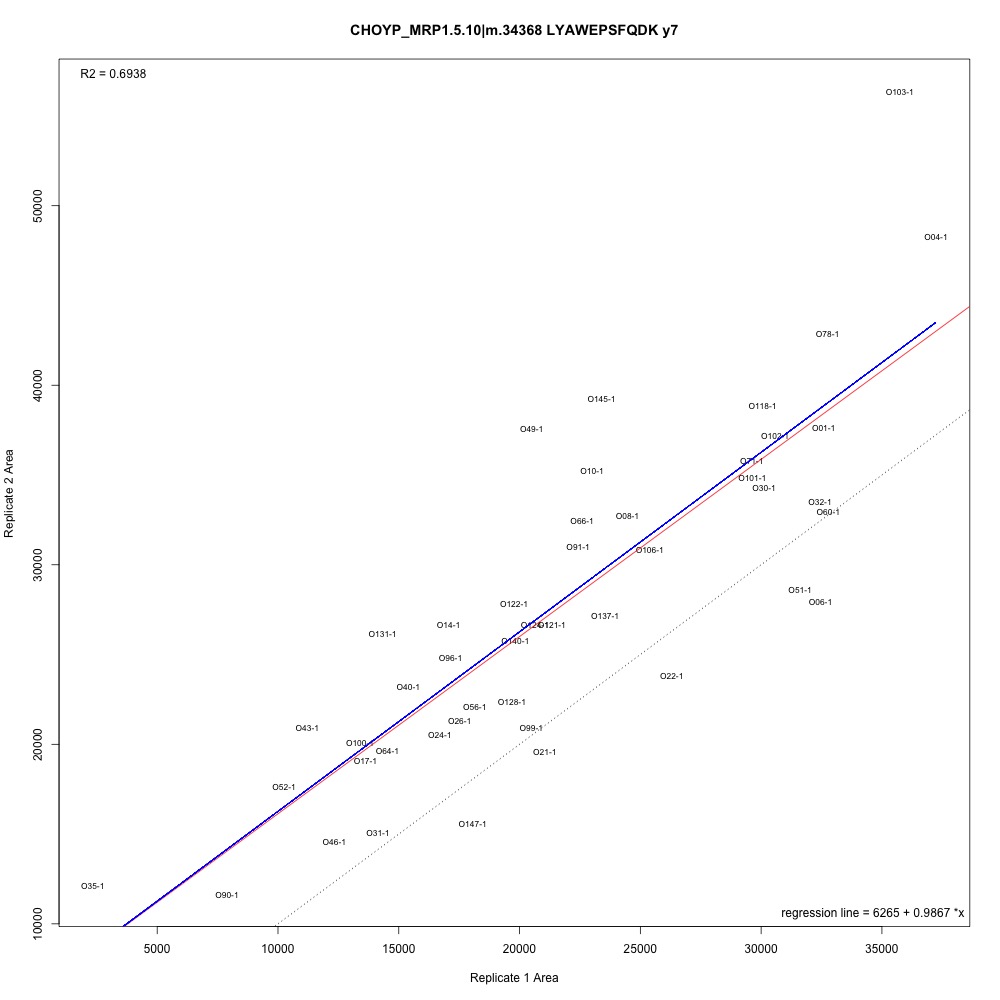 CHOYP_MRP1.5.10|m.34368 LYAWEPSFQDK y7
R2 = 0.6938
O103-1
O04-1
O78-1
O145-1
O118-1
O49-1
O01-1
O102-1
O10-1
O71-1
O101-1
O30-1
O32-1
O60-1
O08-1
O66-1
O91-1
O106-1
O51-1
O06-1
O122-1
O137-1
O14-1
O121-1
O131-1
O140-1
O96-1
O22-1
O40-1
O128-1
O56-1
O26-1
O43-1
O99-1
O24-1
O100
O64-1
O21-1
O17-1
O52-1
O147-1
O31-1
O46-1
O35-1
O90-1
regression line = 6265 + 0.9867 *x
50000
40000
30000
20000
10000
Replicate 2 Area
5000 10000 15000 20000 25000 30000 35000
Replicate 1 Area